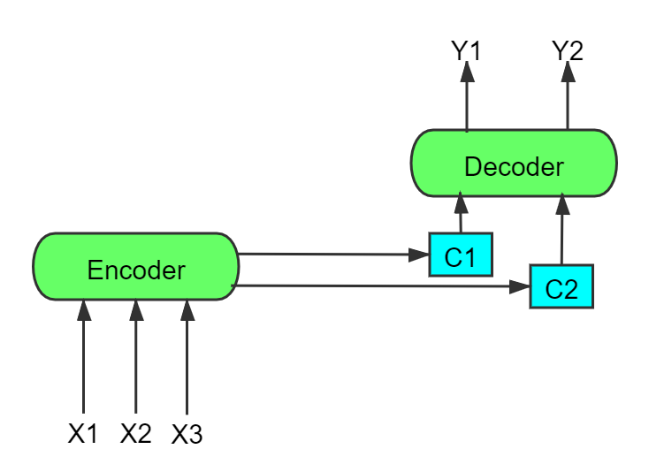 Y1 Y2
Decoder
C1
Encoder
C2
X1 X2 X3